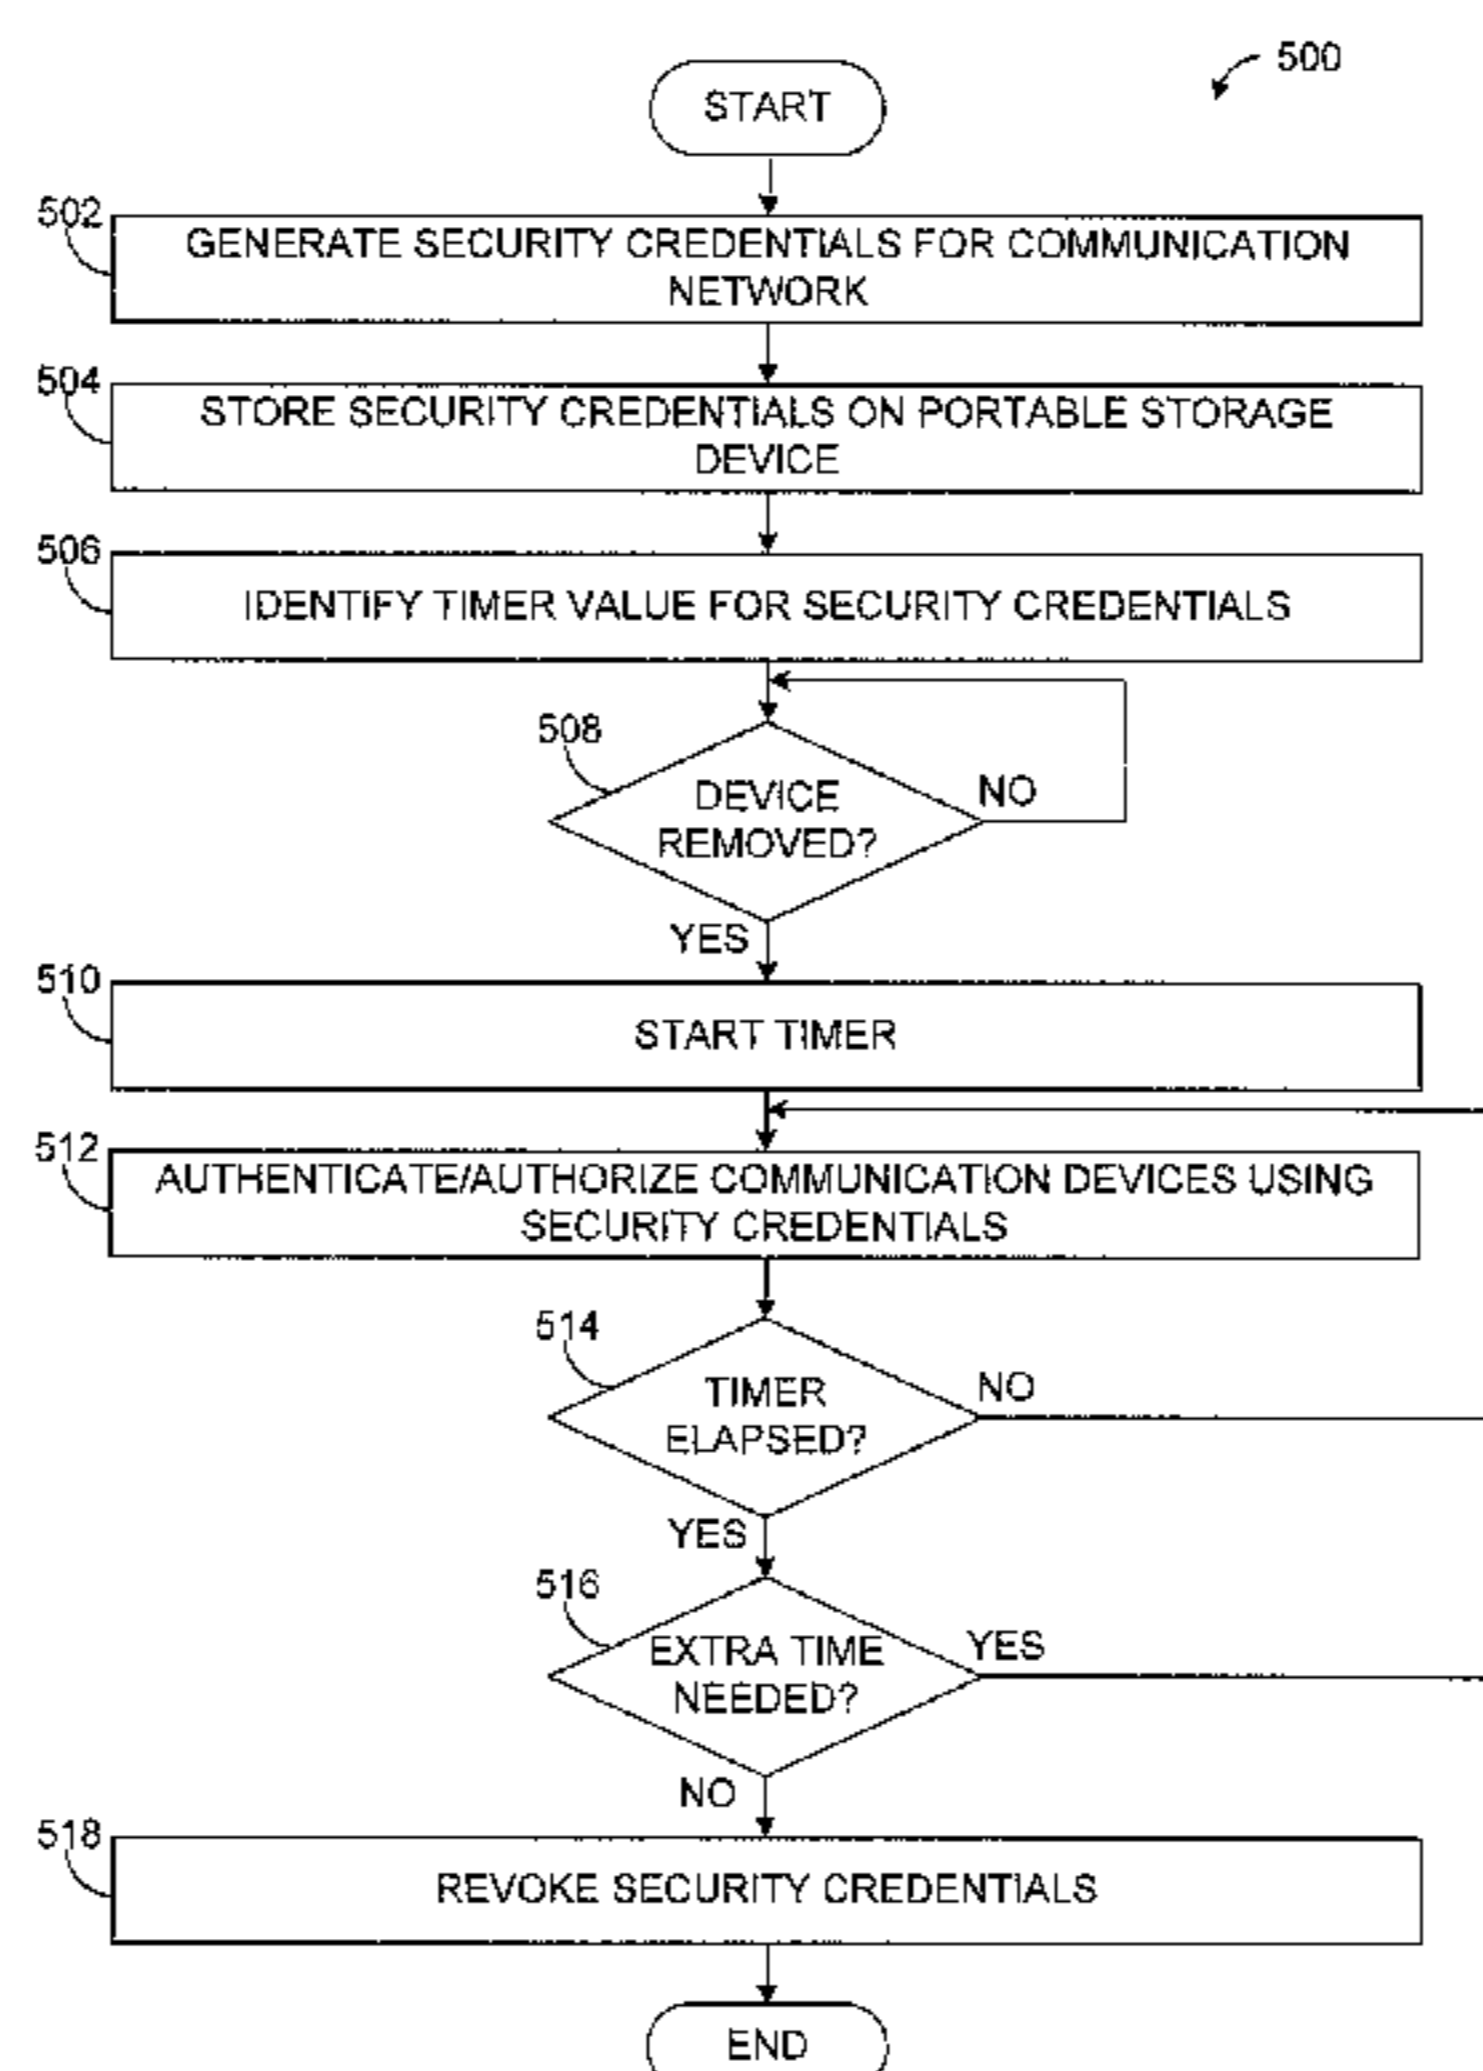 500
START
502
GENERATE SECURITY CREDENTIALS FOR COMMUNICATION
NETWORK
504
STORE SECURITY CREDENTIALS ON PORTABLE STORAGE
DEVICE
506
IDENTIFY TIMER VALUE FOR SECURITY CREDENTIALS
508
DEVICE
REMOVED?
NO
YES
510
START TIMER
512
AUTHENTICATE/AUTHORIZE COMMUNICATION DEVICES USING
SECURITY CREDENTIALS
514
TIMER
ELAPSED?
NO
YES
516
EXTRA TIME
NEEDED?
YES
NO
518
REVOKE SECURITY CREDENTIALS
END